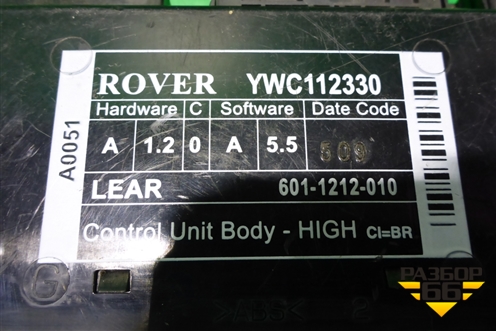 ROVER YWC112330
Hardware C Software Date Code
A 1.2 0 A 5.5 509
LEAR 601-1212-010
Control Unit Body - HIGH CI=BR
A0051
G
РАЗБОР
66